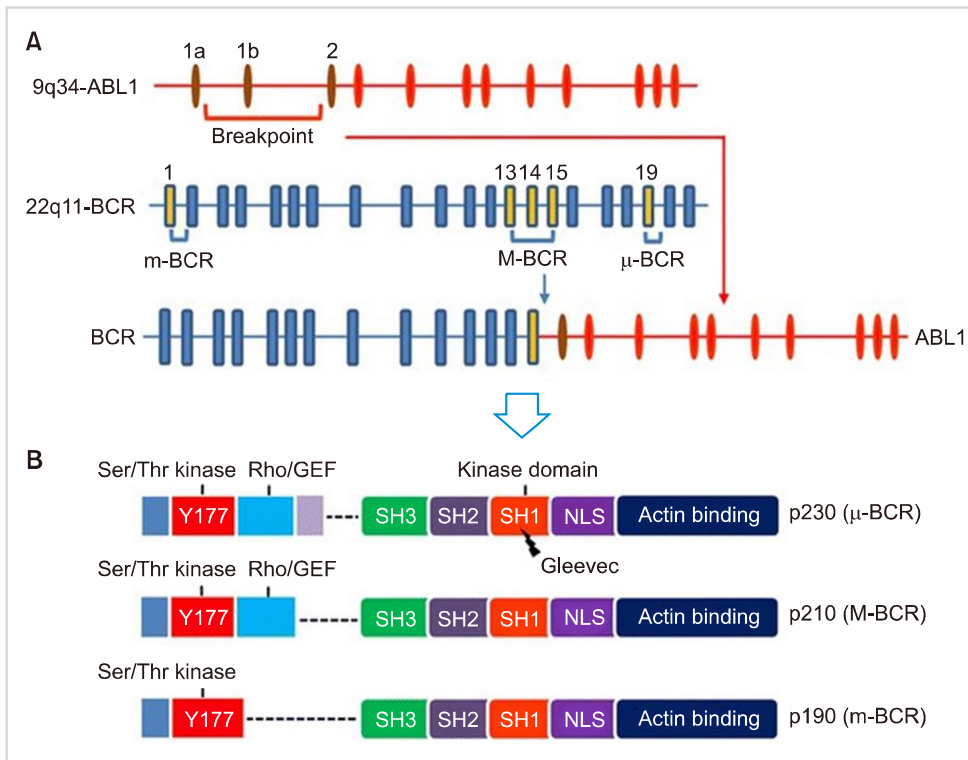 A
1a 1b 2
9q34-ABL1
Breakpoint
1 13 14 15 19
22q11-BCR
m-BCR M-BCR μ-BCR
BCR ABL1
B
Ser/Thr kinase Rho/GEF Kinase domain
Y177 SH3 SH2 SH1 NLS Actin binding p230 (μ-BCR)
Gleevec
Ser/Thr kinase Rho/GEF
Y177 SH3 SH2 SH1 NLS Actin binding p210 (M-BCR)
Ser/Thr kinase
Y177 SH3 SH2 SH1 NLS Actin binding p190 (m-BCR)